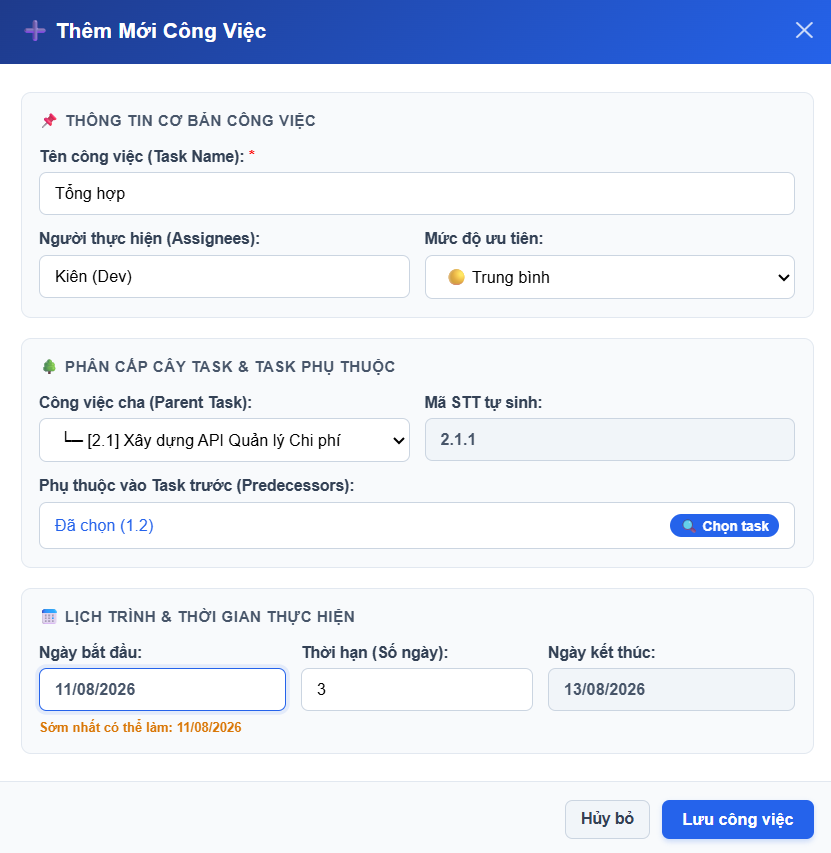 Thêm Mới Công Việc
THÔNG TIN CƠ BẢN CÔNG VIỆC
Tên công việc (Task Name): *
Tổng hợp
Người thực hiện (Assignees):
Mức độ ưu tiên:
Kiên (Dev)
Trung bình
PHÂN CẤP CÂY TASK & TASK PHỤ THUỘC
Công việc cha (Parent Task):
Mã STT tự sinh:
└─ [2.1] Xây dựng API Quản lý Chi phí
2.1.1
Phụ thuộc vào Task trước (Predecessors):
Đã chọn (1.2)
Chọn task
LỊCH TRÌNH & THỜI GIAN THỰC HIỆN
Ngày bắt đầu:
Thời hạn (Số ngày):
Ngày kết thúc:
11/08/2026
3
13/08/2026
Sớm nhất có thể làm: 11/08/2026
Hủy bỏ
Lưu công việc